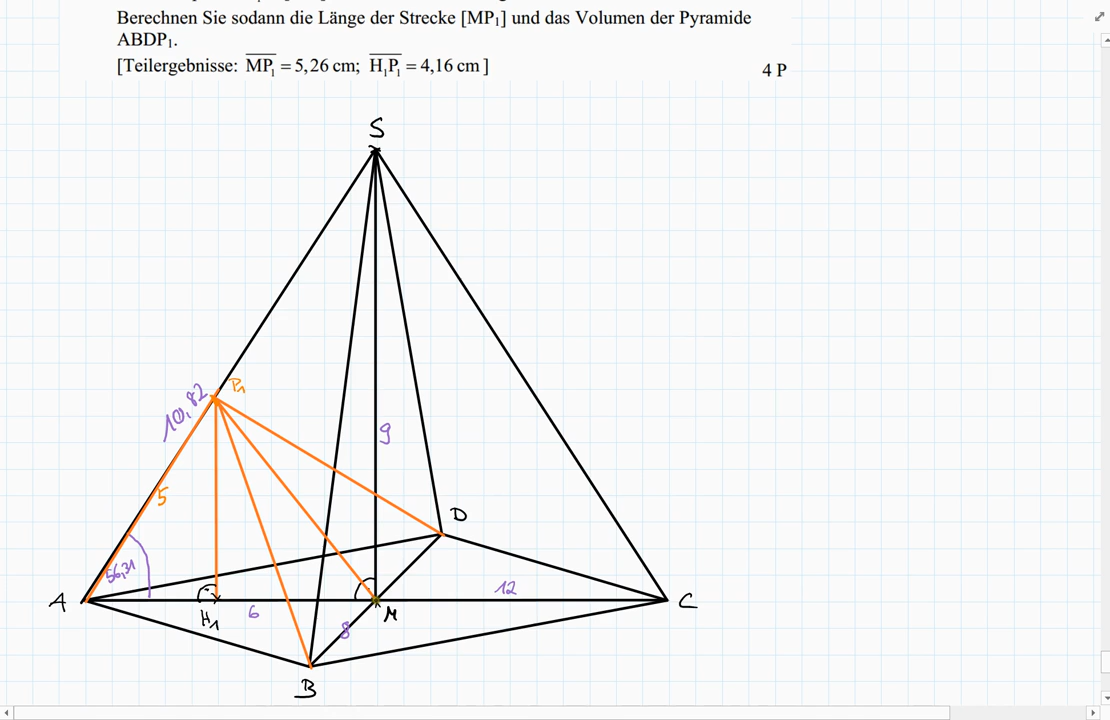 Berechnen Sie sodann die Länge der Strecke [MP₁] und das Volumen der Pyramide
ABDP₁.
[Teilergebnisse: MP₁ = 5,26 cm; H₁P₁ = 4,16 cm ]
4 P
S
P₁
10,82
9
5
D
56,31
A
H₁
6
M
12
C
8
B